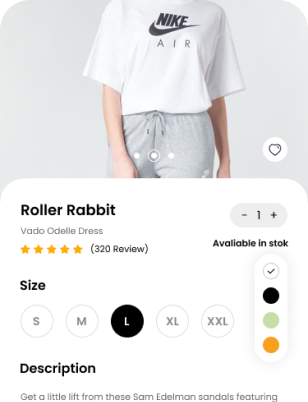 NIKE
AIR
Roller Rabbit
- 1 +
Vado Odelle Dress
(320 Review)
Avaliable in stok
Size
S M L XL XXL
Description
Get a little lift from these Sam Edelman sandals featuring